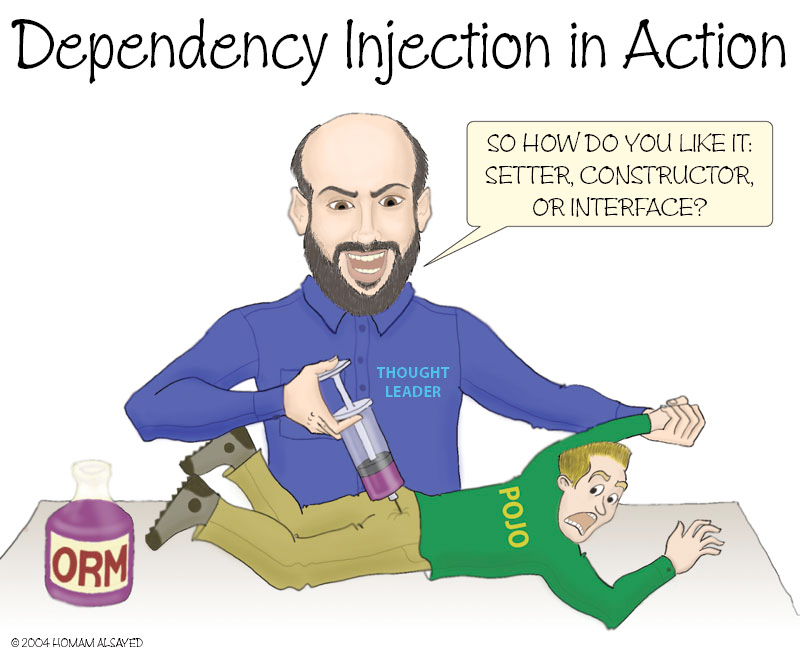 Dependency Injection in Action
SO HOW DO YOU LIKE IT:
SETTER, CONSTRUCTOR,
OR INTERFACE?
THOUGHT
LEADER
POJO
ORM
© 2004 HOMAM ALSAYED